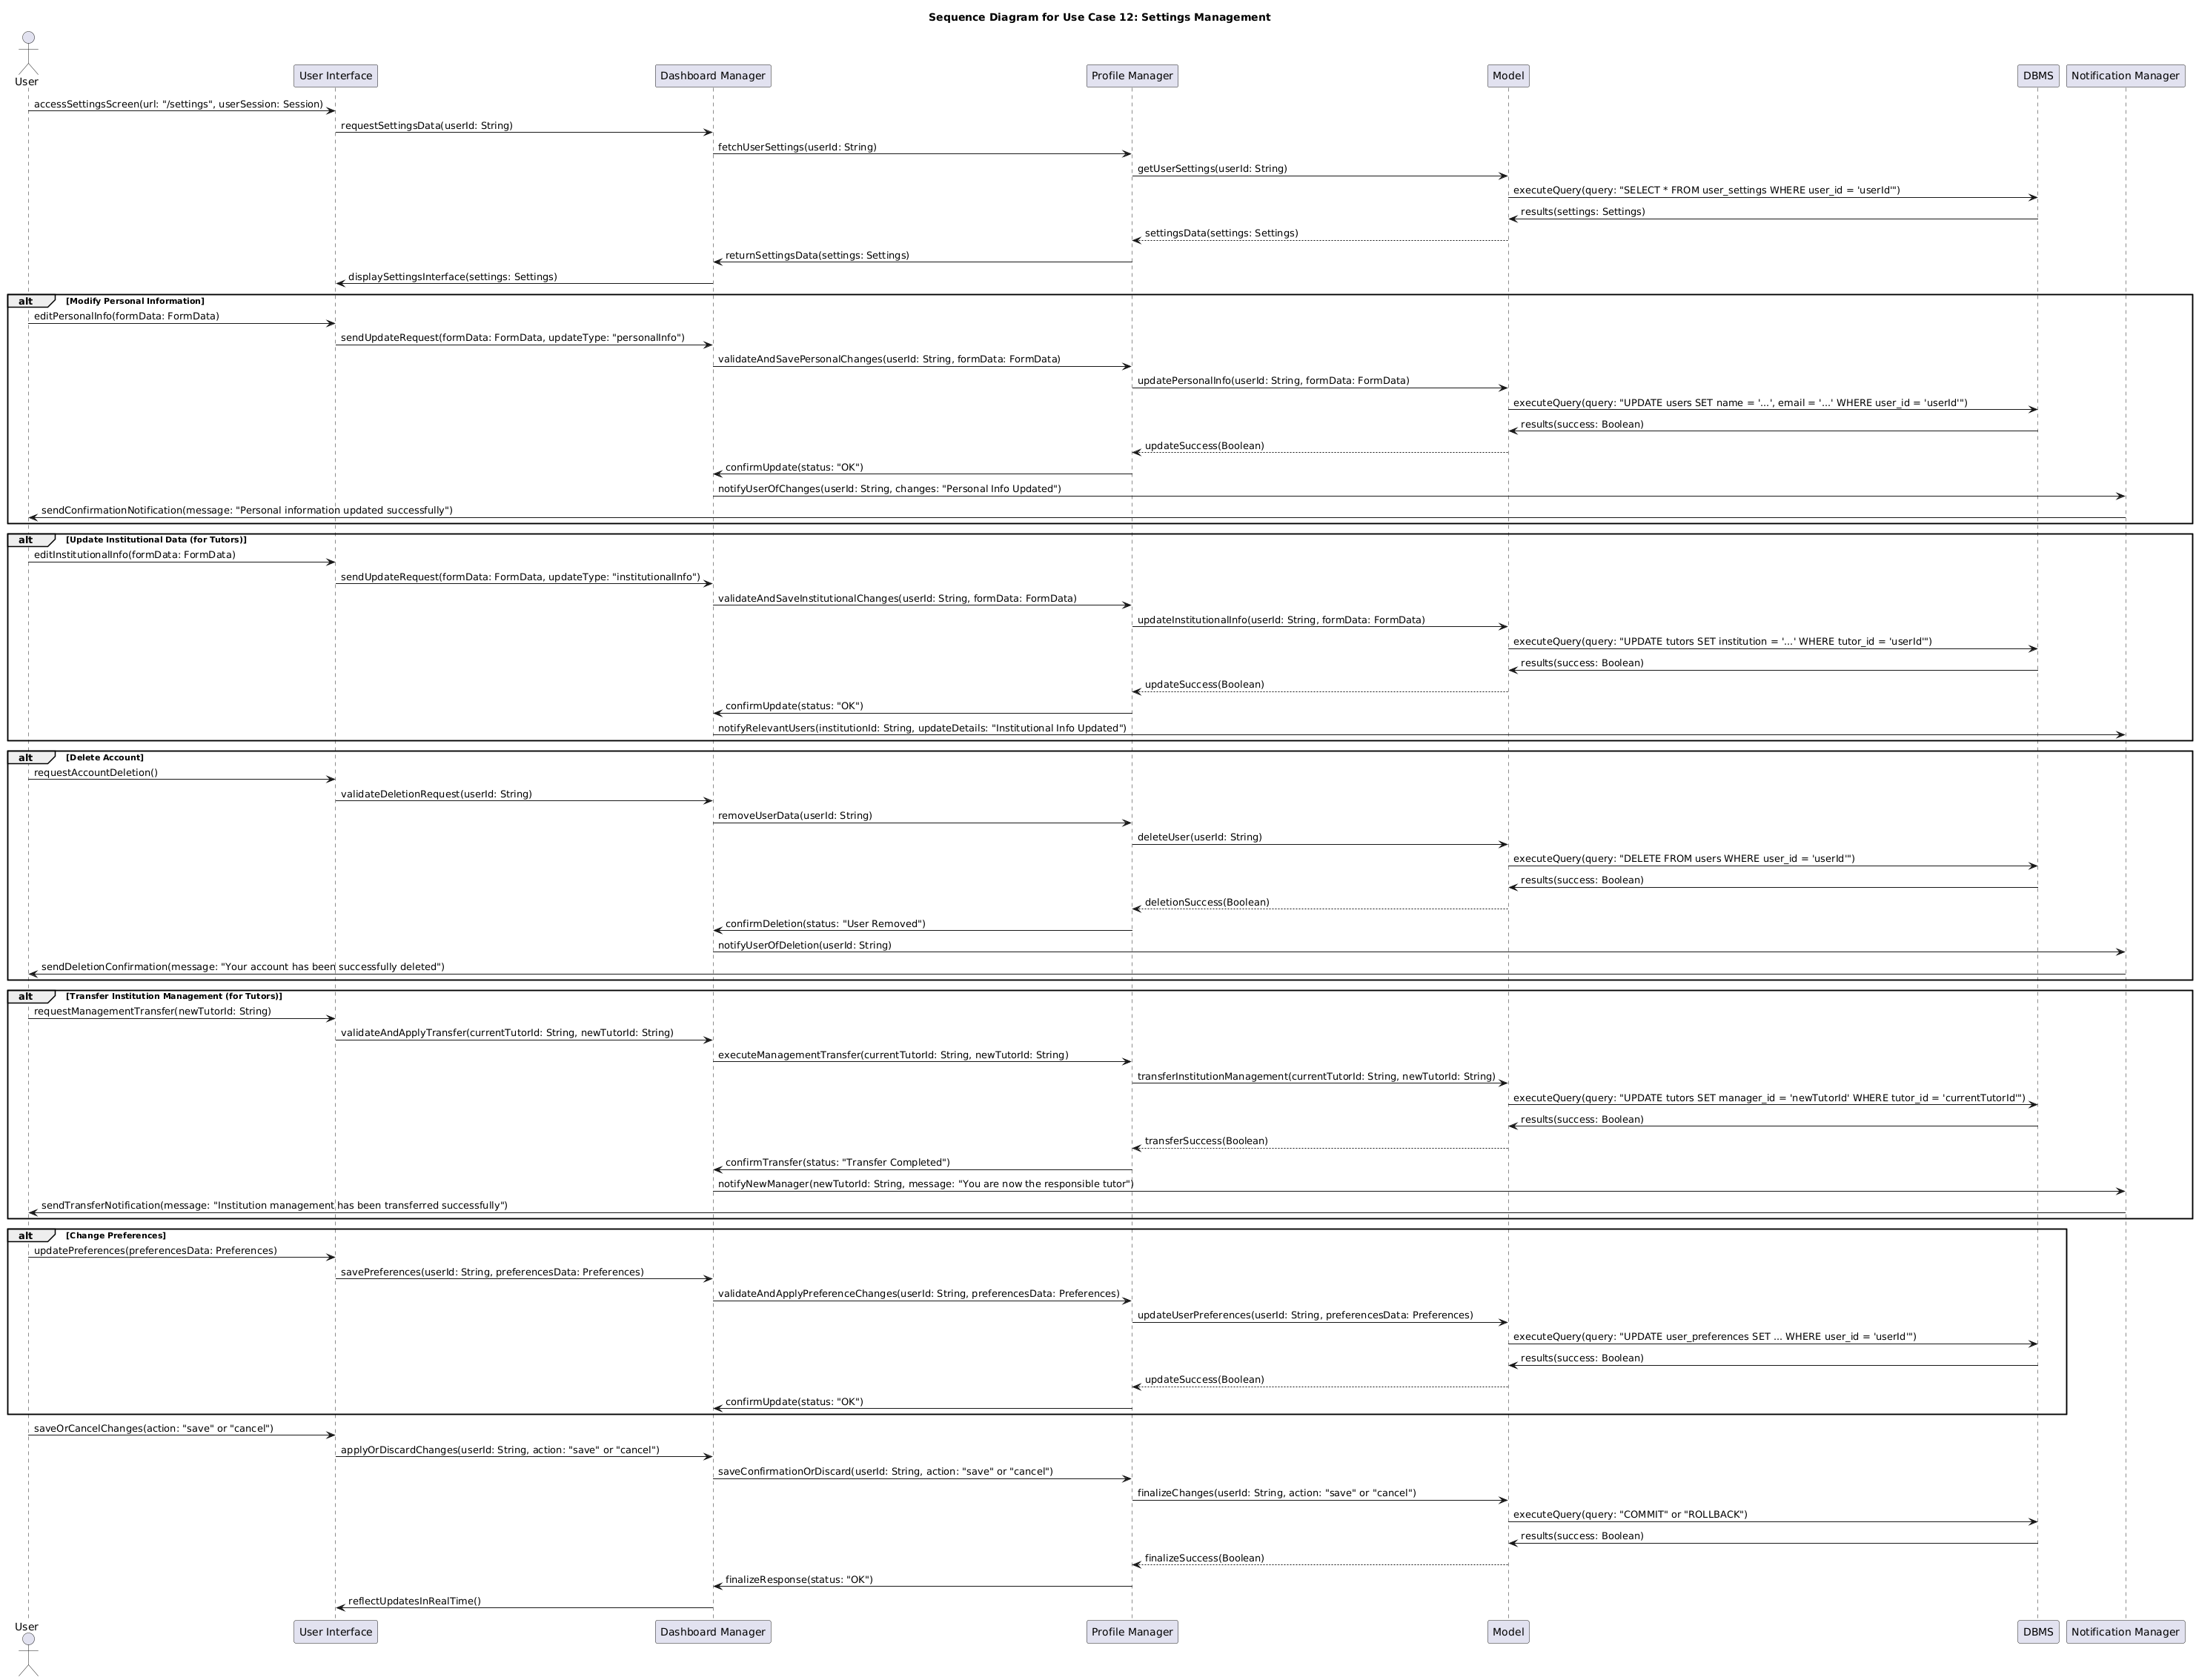 Sequence Diagram for Use Case 12: Settings Management
User
User Interface
Dashboard Manager
Profile Manager
Model
DBMS
Notification Manager
accessSettingsScreen(url: "/settings", userSession: Session)
requestSettingsData(userId: String)
fetchUserSettings(userId: String)
getUserSettings(userId: String)
executeQuery(query: "SELECT * FROM user_settings WHERE user_id = 'userId'")
results(settings: Settings)
settingsData(settings: Settings)
returnSettingsData(settings: Settings)
displaySettingsInterface(settings: Settings)
alt [Modify Personal Information]
editPersonalInfo(formData: FormData)
sendUpdateRequest(formData: FormData, updateType: "personalInfo")
validateAndSavePersonalChanges(userId: String, formData: FormData)
updatePersonalInfo(userId: String, formData: FormData)
executeQuery(query: "UPDATE users SET name = '...', email = '...' WHERE user_id = 'userId'")
results(success: Boolean)
updateSuccess(Boolean)
confirmUpdate(status: "OK")
notifyUserOfChanges(userId: String, changes: "Personal Info Updated")
sendConfirmationNotification(message: "Personal information updated successfully")
alt [Update Institutional Data (for Tutors)]
editInstitutionalInfo(formData: FormData)
sendUpdateRequest(formData: FormData, updateType: "institutionalInfo")
validateAndSaveInstitutionalChanges(userId: String, formData: FormData)
updateInstitutionalInfo(userId: String, formData: FormData)
executeQuery(query: "UPDATE tutors SET institution = '...' WHERE tutor_id = 'userId'")
results(success: Boolean)
updateSuccess(Boolean)
confirmUpdate(status: "OK")
notifyRelevantUsers(institutionId: String, updateDetails: "Institutional Info Updated")
alt [Delete Account]
requestAccountDeletion()
validateDeletionRequest(userId: String)
removeUserData(userId: String)
deleteUser(userId: String)
executeQuery(query: "DELETE FROM users WHERE user_id = 'userId'")
results(success: Boolean)
deletionSuccess(Boolean)
confirmDeletion(status: "User Removed")
notifyUserOfDeletion(userId: String)
sendDeletionConfirmation(message: "Your account has been successfully deleted")
alt [Transfer Institution Management (for Tutors)]
requestManagementTransfer(newTutorId: String)
validateAndApplyTransfer(currentTutorId: String, newTutorId: String)
executeManagementTransfer(currentTutorId: String, newTutorId: String)
transferInstitutionManagement(currentTutorId: String, newTutorId: String)
executeQuery(query: "UPDATE tutors SET manager_id = 'newTutorId' WHERE tutor_id = 'currentTutorId'")
results(success: Boolean)
transferSuccess(Boolean)
confirmTransfer(status: "Transfer Completed")
notifyNewManager(newTutorId: String, message: "You are now the responsible tutor")
sendTransferNotification(message: "Institution management has been transferred successfully")
alt [Change Preferences]
updatePreferences(preferencesData: Preferences)
savePreferences(userId: String, preferencesData: Preferences)
validateAndApplyPreferenceChanges(userId: String, preferencesData: Preferences)
updateUserPreferences(userId: String, preferencesData: Preferences)
executeQuery(query: "UPDATE user_preferences SET ... WHERE user_id = 'userId'")
results(success: Boolean)
updateSuccess(Boolean)
confirmUpdate(status: "OK")
saveOrCancelChanges(action: "save" or "cancel")
applyOrDiscardChanges(userId: String, action: "save" or "cancel")
saveConfirmationOrDiscard(userId: String, action: "save" or "cancel")
finalizeChanges(userId: String, action: "save" or "cancel")
executeQuery(query: "COMMIT" or "ROLLBACK")
results(success: Boolean)
finalizeSuccess(Boolean)
finalizeResponse(status: "OK")
reflectUpdatesInRealTime()
User
User Interface
Dashboard Manager
Profile Manager
Model
DBMS
Notification Manager